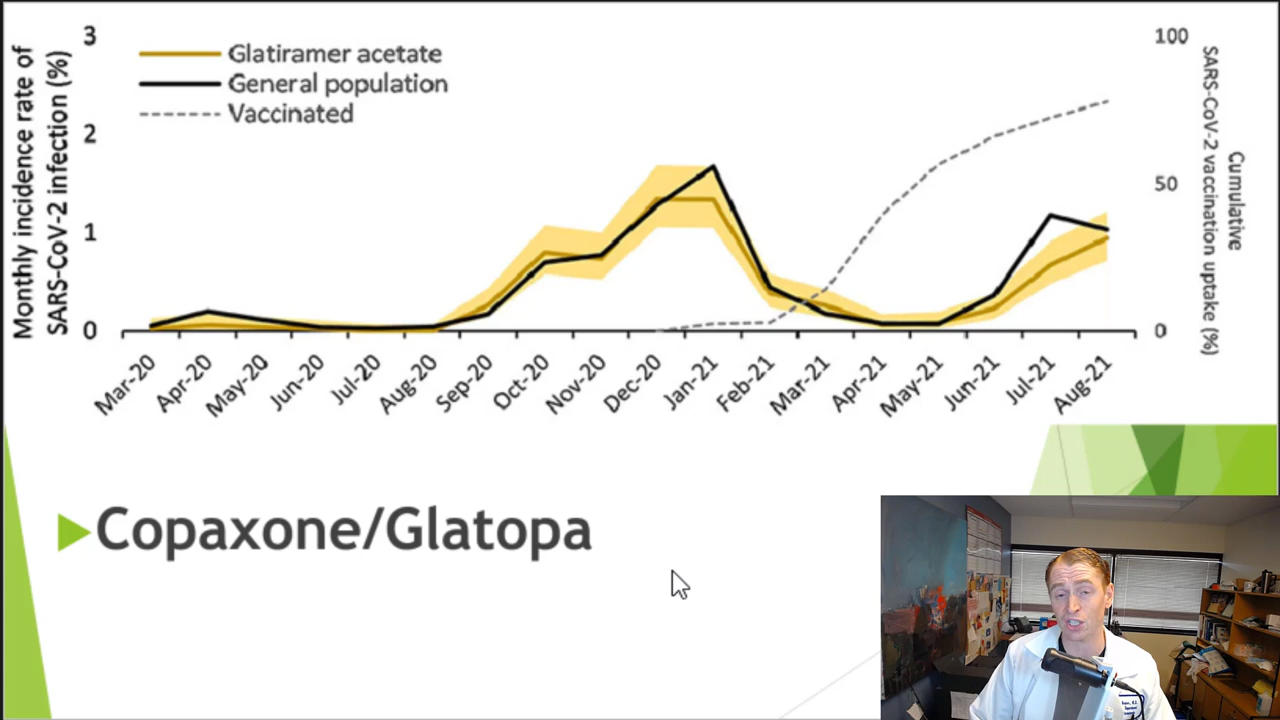 Monthly incidence rate of
SARS-CoV-2 infection (%)
3
2
1
0
Glatiramer acetate
General population
Vaccinated
100
50
0
Cumulative
SARS-CoV-2 vaccination uptake (%)
Mar-20
Apr-20
May-20
Jun-20
Jul-20
Aug-20
Sep-20
Oct-20
Nov-20
Dec-20
Jan-21
Feb-21
Mar-21
Apr-21
May-21
Jun-21
Jul-21
Aug-21
Copaxone/Glatopa